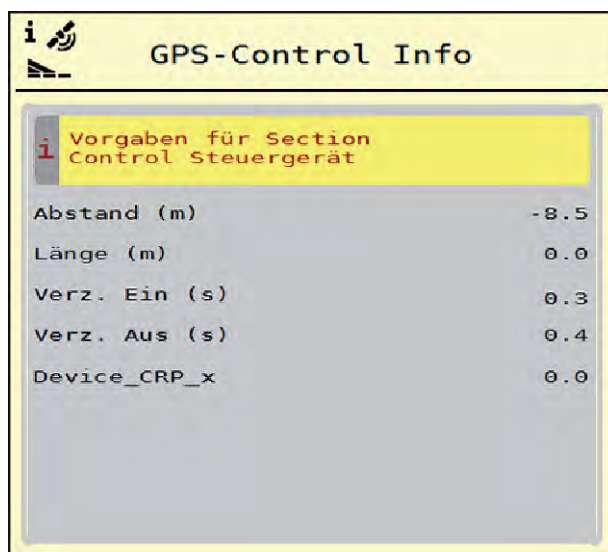 i
GPS-Control Info
i
Vorgaben für Section
Control Steuergerät
Abstand (m) -8.5
Länge (m) 0.0
Verz. Ein (s) 0.3
Verz. Aus (s) 0.4
Device_CRP_x 0.0